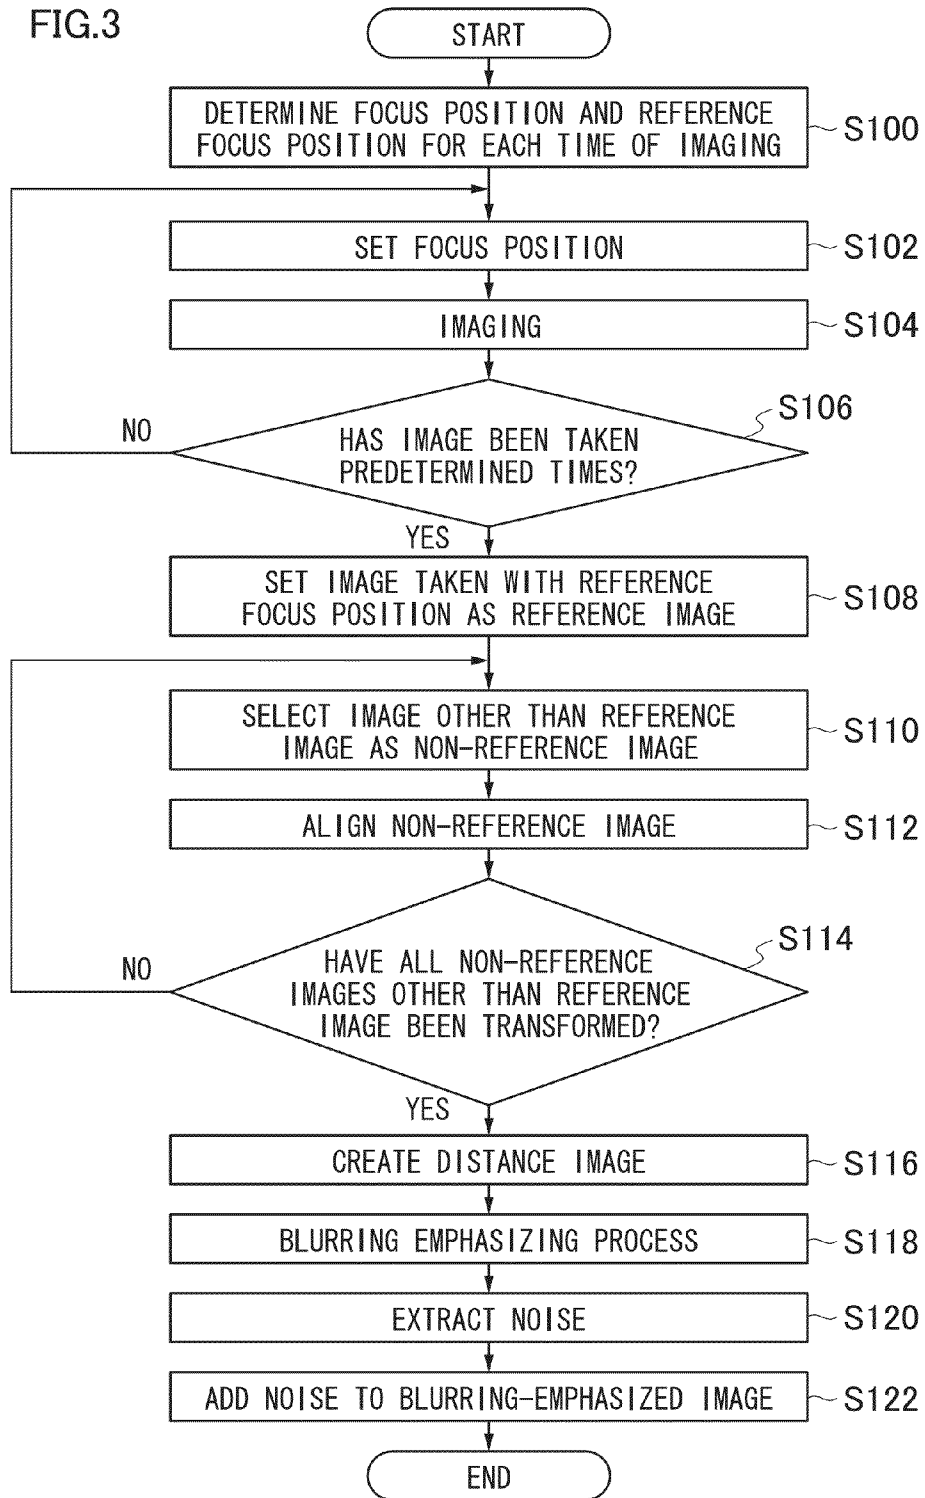 FIG.3
START
DETERMINE FOCUS POSITION AND REFERENCE
FOCUS POSITION FOR EACH TIME OF IMAGING
S100
SET FOCUS POSITION
S102
IMAGING
S104
HAS IMAGE BEEN TAKEN
PREDETERMINED TIMES?
S106
NO
YES
SET IMAGE TAKEN WITH REFERENCE
FOCUS POSITION AS REFERENCE IMAGE
S108
SELECT IMAGE OTHER THAN REFERENCE
IMAGE AS NON-REFERENCE IMAGE
S110
ALIGN NON-REFERENCE IMAGE
S112
HAVE ALL NON-REFERENCE
IMAGES OTHER THAN REFERENCE
IMAGE BEEN TRANSFORMED?
S114
NO
YES
CREATE DISTANCE IMAGE
S116
BLURRING EMPHASIZING PROCESS
S118
EXTRACT NOISE
S120
ADD NOISE TO BLURRING-EMPHASIZED IMAGE
S122
END